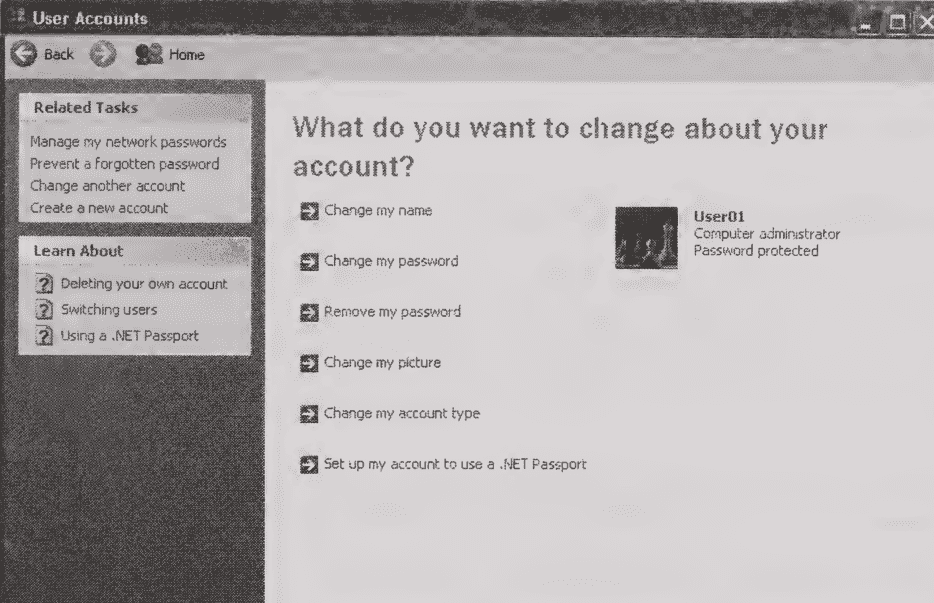 User Accounts
Back
Home
Related Tasks
Manage my network passwords
Prevent a forgotten password
Change another account
Create a new account
Learn About
Deleting your own account
Switching users
Using a .NET Passport
What do you want to change about your
account?
Change my name
Change my password
Remove my password
Change my picture
Change my account type
Set up my account to use a .NET Passport
User01
Computer administrator
Password protected